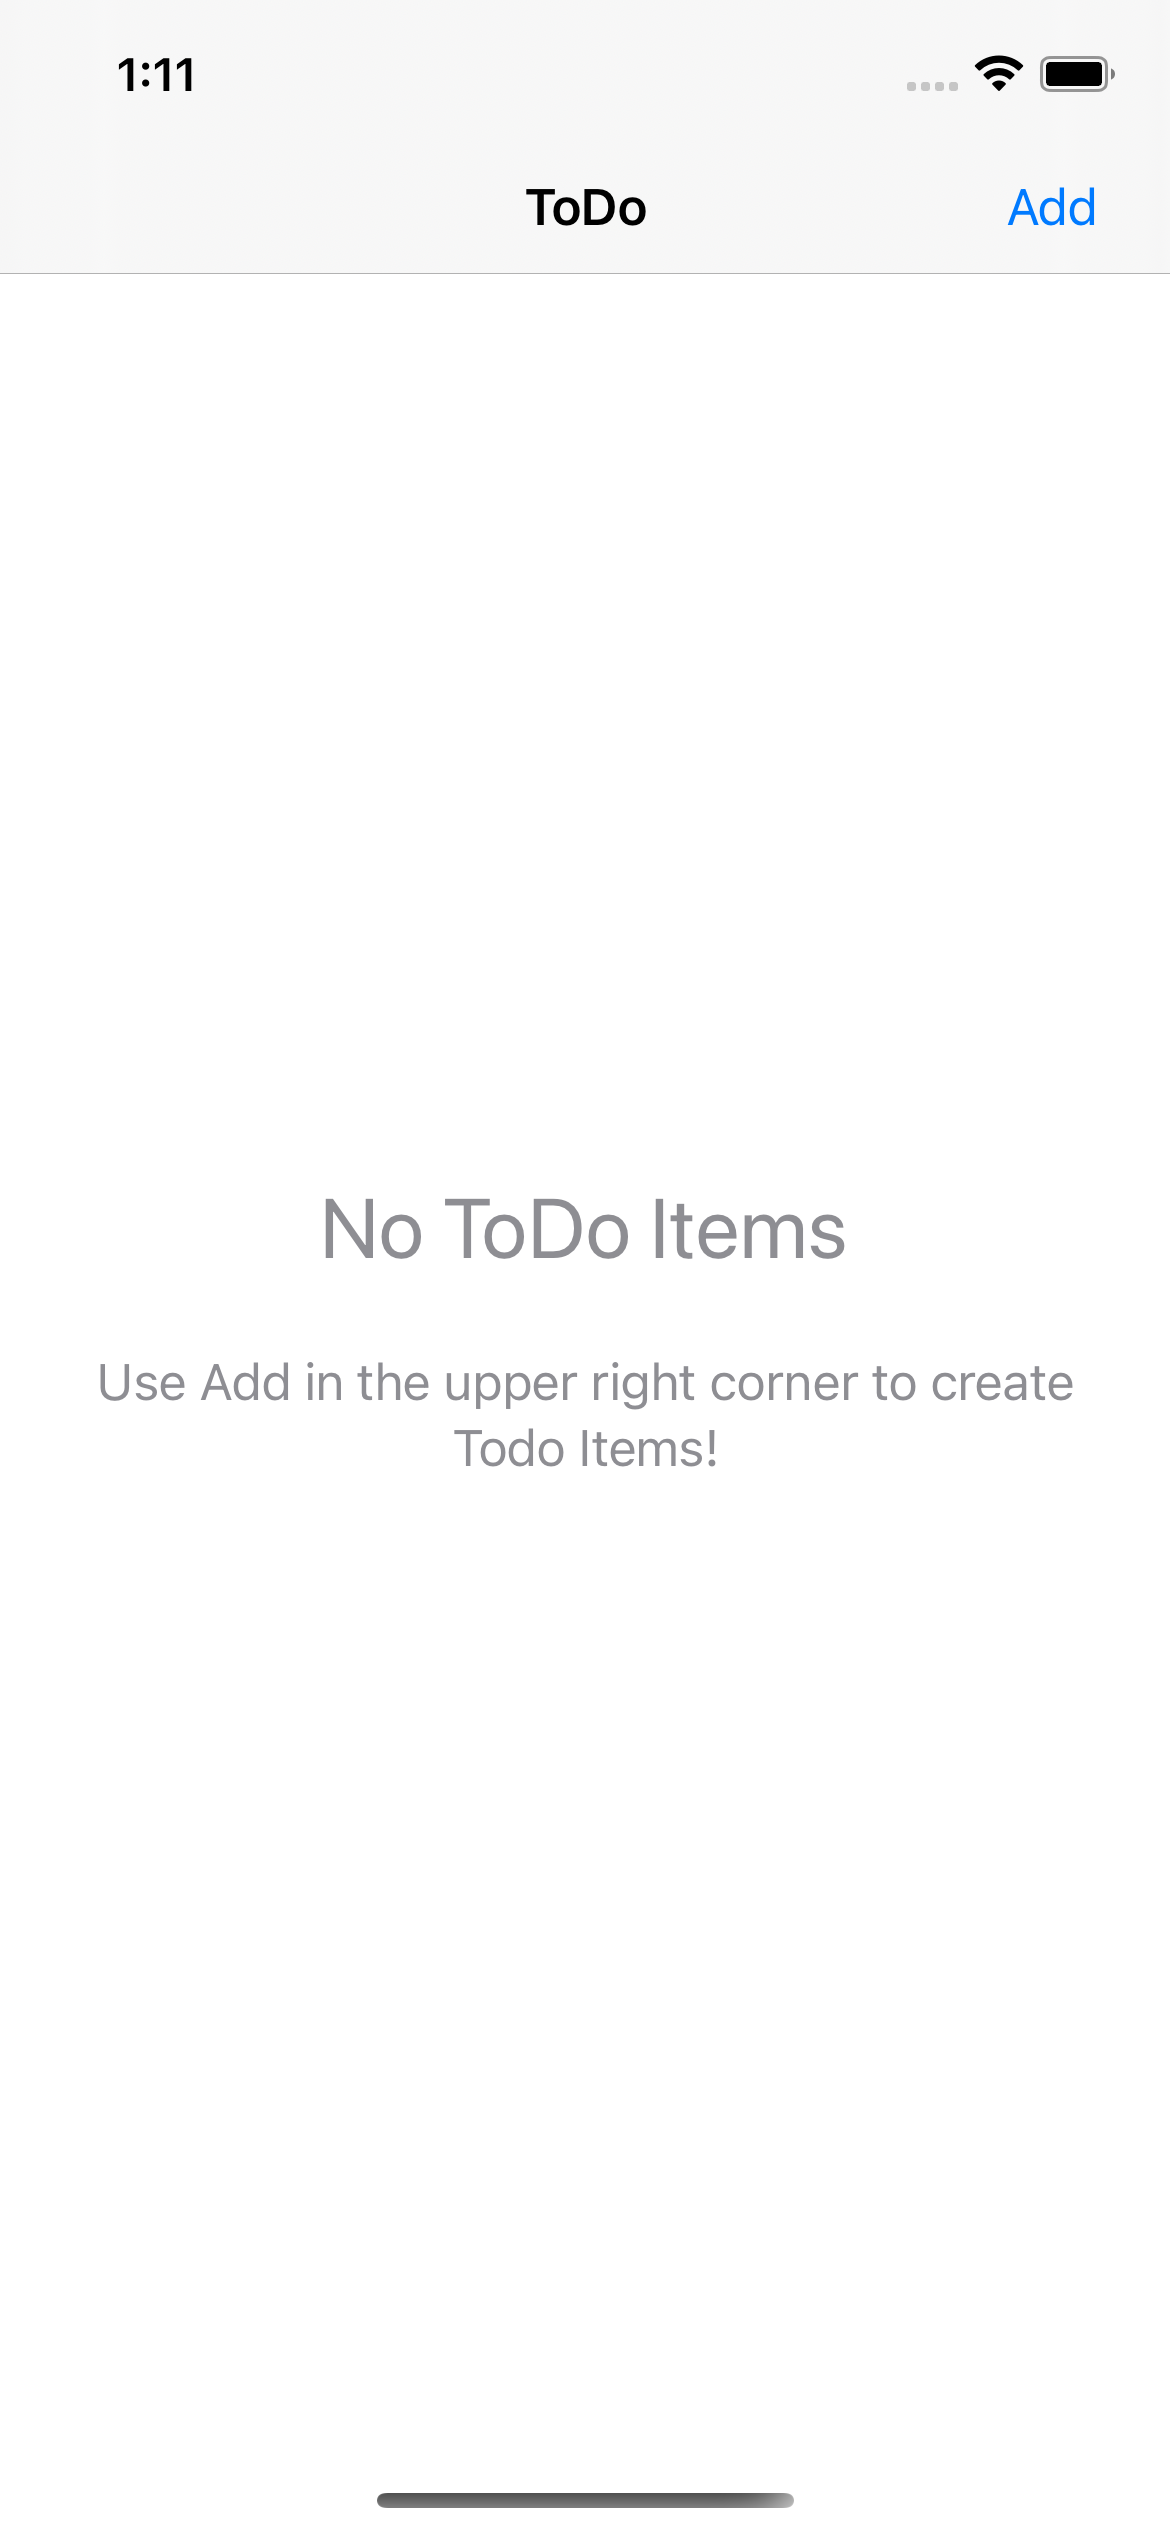 1:11
ToDo
Add
No ToDo Items
Use Add in the upper right corner to create
Todo Items!